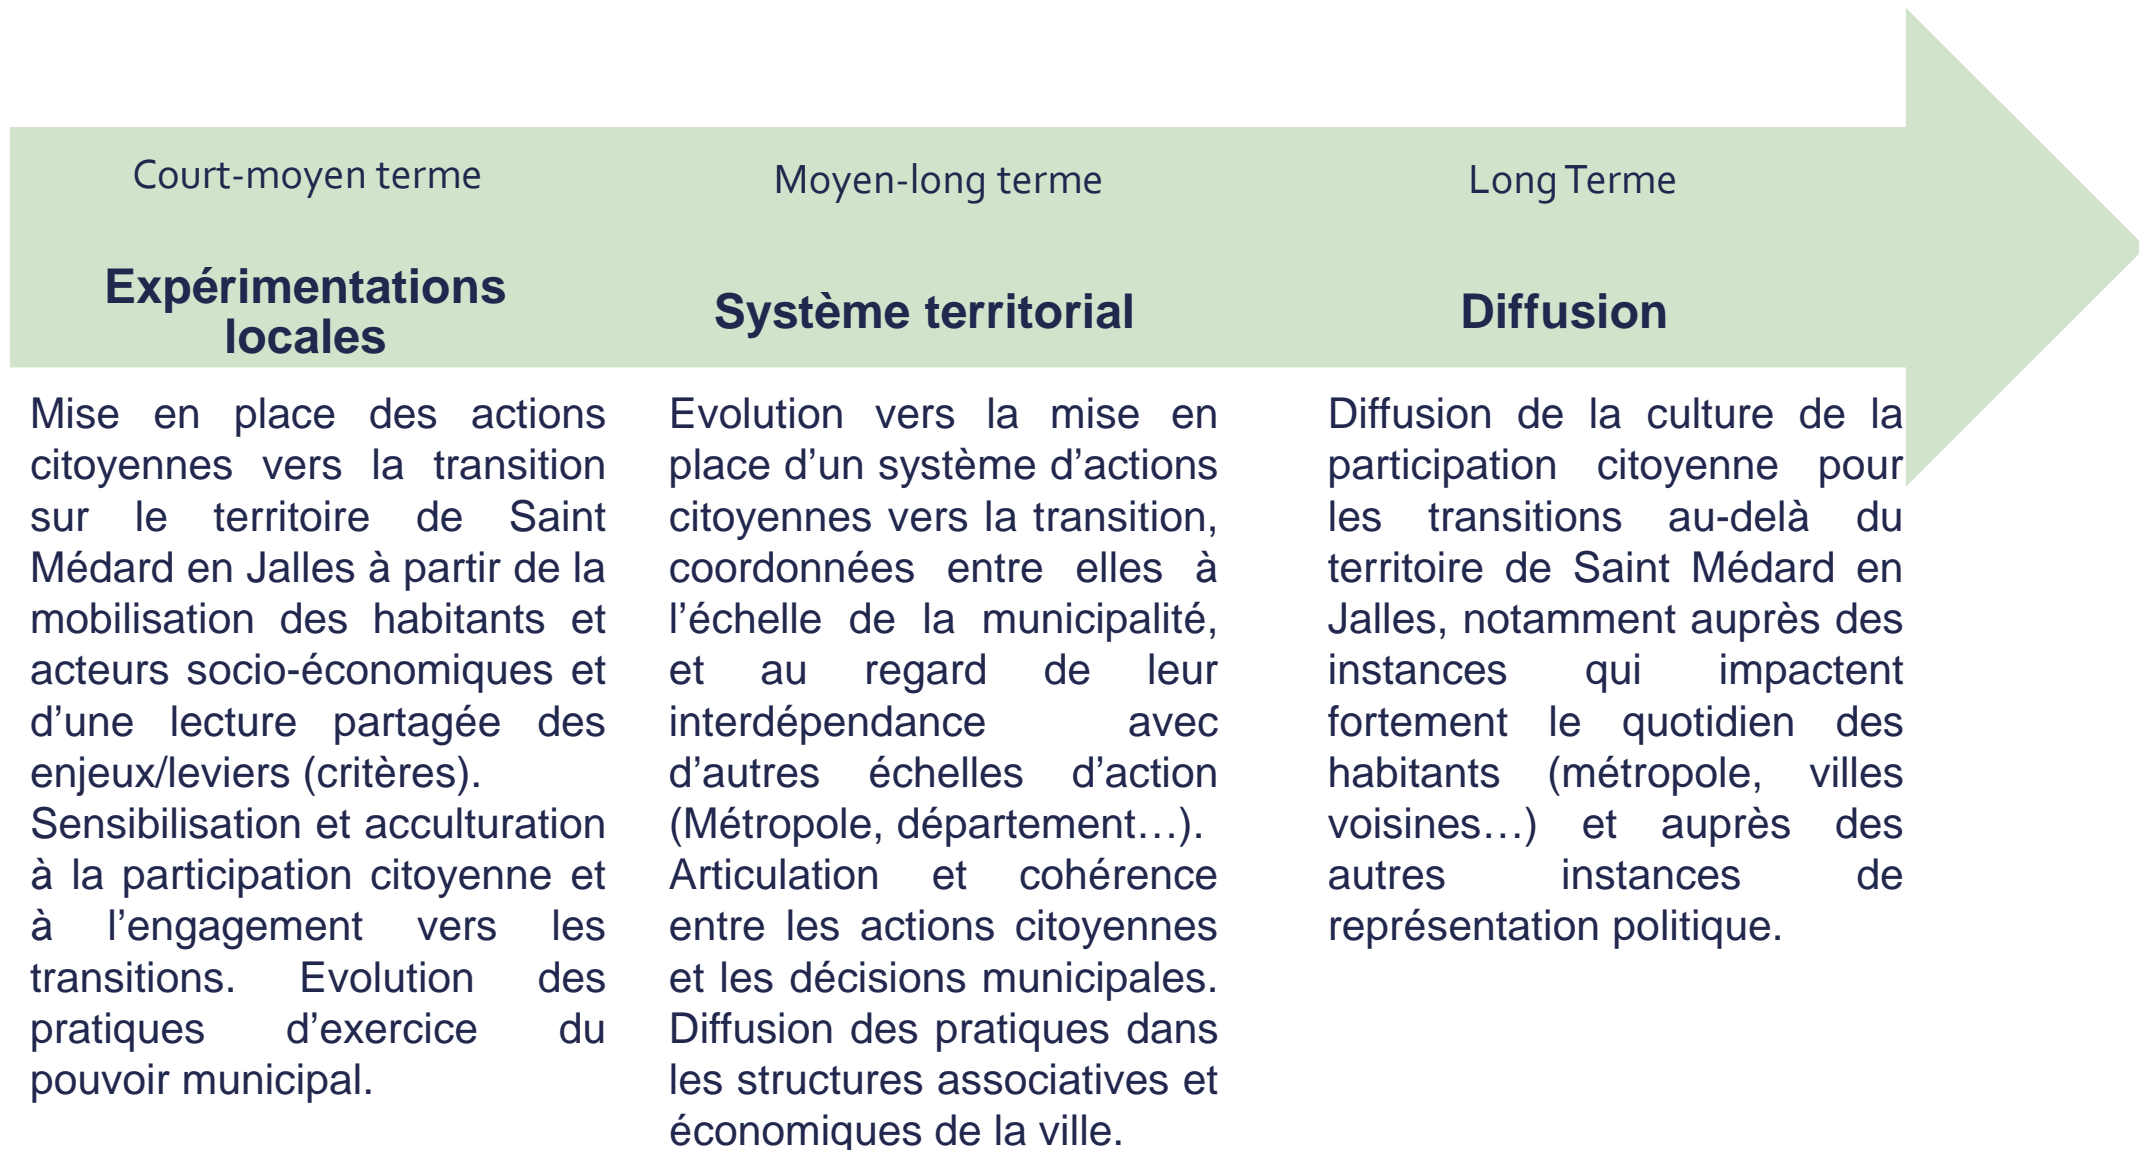 Court-moyen terme
Expérimentations
locales
Mise en place des actions
citoyennes vers la transition
sur le territoire de Saint
Médard en Jalles à partir de la
mobilisation des habitants et
acteurs socio-économiques et
d’une lecture partagée des
enjeux/leviers (critères).
Sensibilisation et acculturation
à la participation citoyenne et
à l’engagement vers les
transitions. Evolution des
pratiques d’exercice du
pouvoir municipal.
Moyen-long terme
Système territorial
Evolution vers la mise en
place d’un système d’actions
citoyennes vers la transition,
coordonnées entre elles à
l’échelle de la municipalité,
et au regard de leur
interdépendance avec
d’autres échelles d’action
(Métropole, département…).
Articulation et cohérence
entre les actions citoyennes
et les décisions municipales.
Diffusion des pratiques dans
les structures associatives et
économiques de la ville.
Long Terme
Diffusion
Diffusion de la culture de la
participation citoyenne pour
les transitions au-delà du
territoire de Saint Médard en
Jalles, notamment auprès des
instances qui impactent
fortement le quotidien des
habitants (métropole, villes
voisines…) et auprès des
autres instances de
représentation politique.